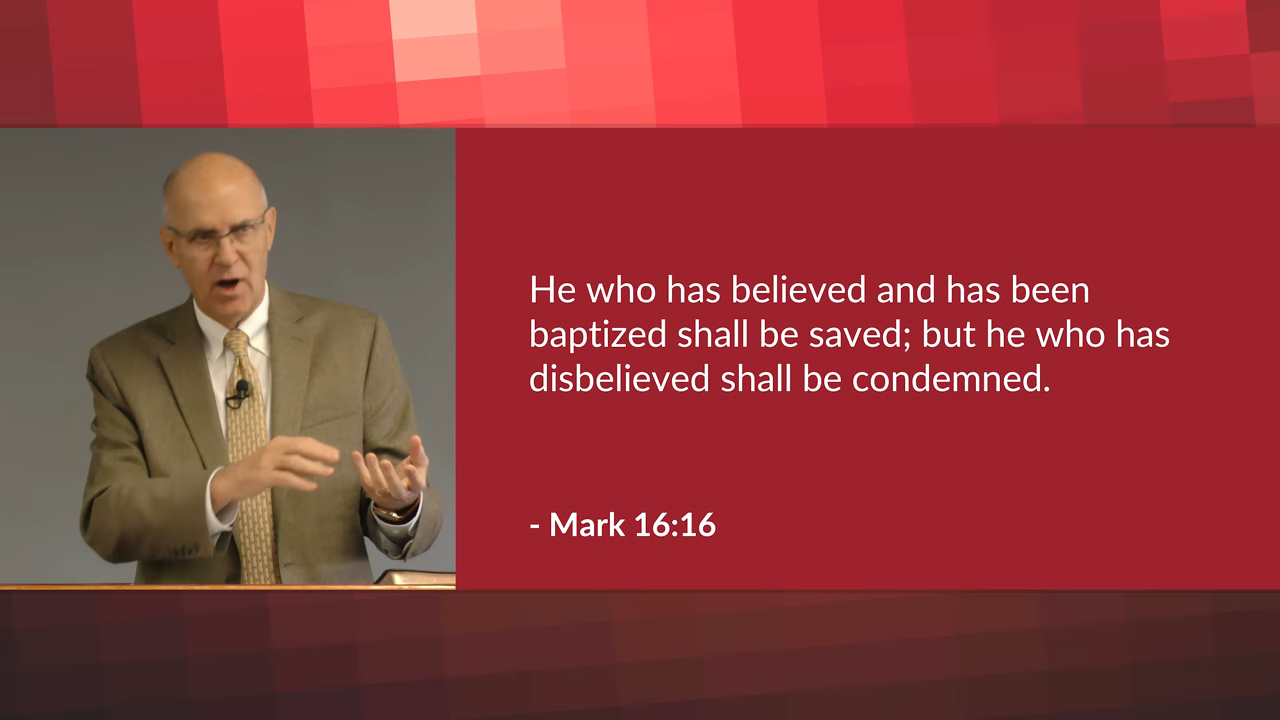 He who has believed and has been
baptized shall be saved; but he who has
disbelieved shall be condemned.
- Mark 16:16